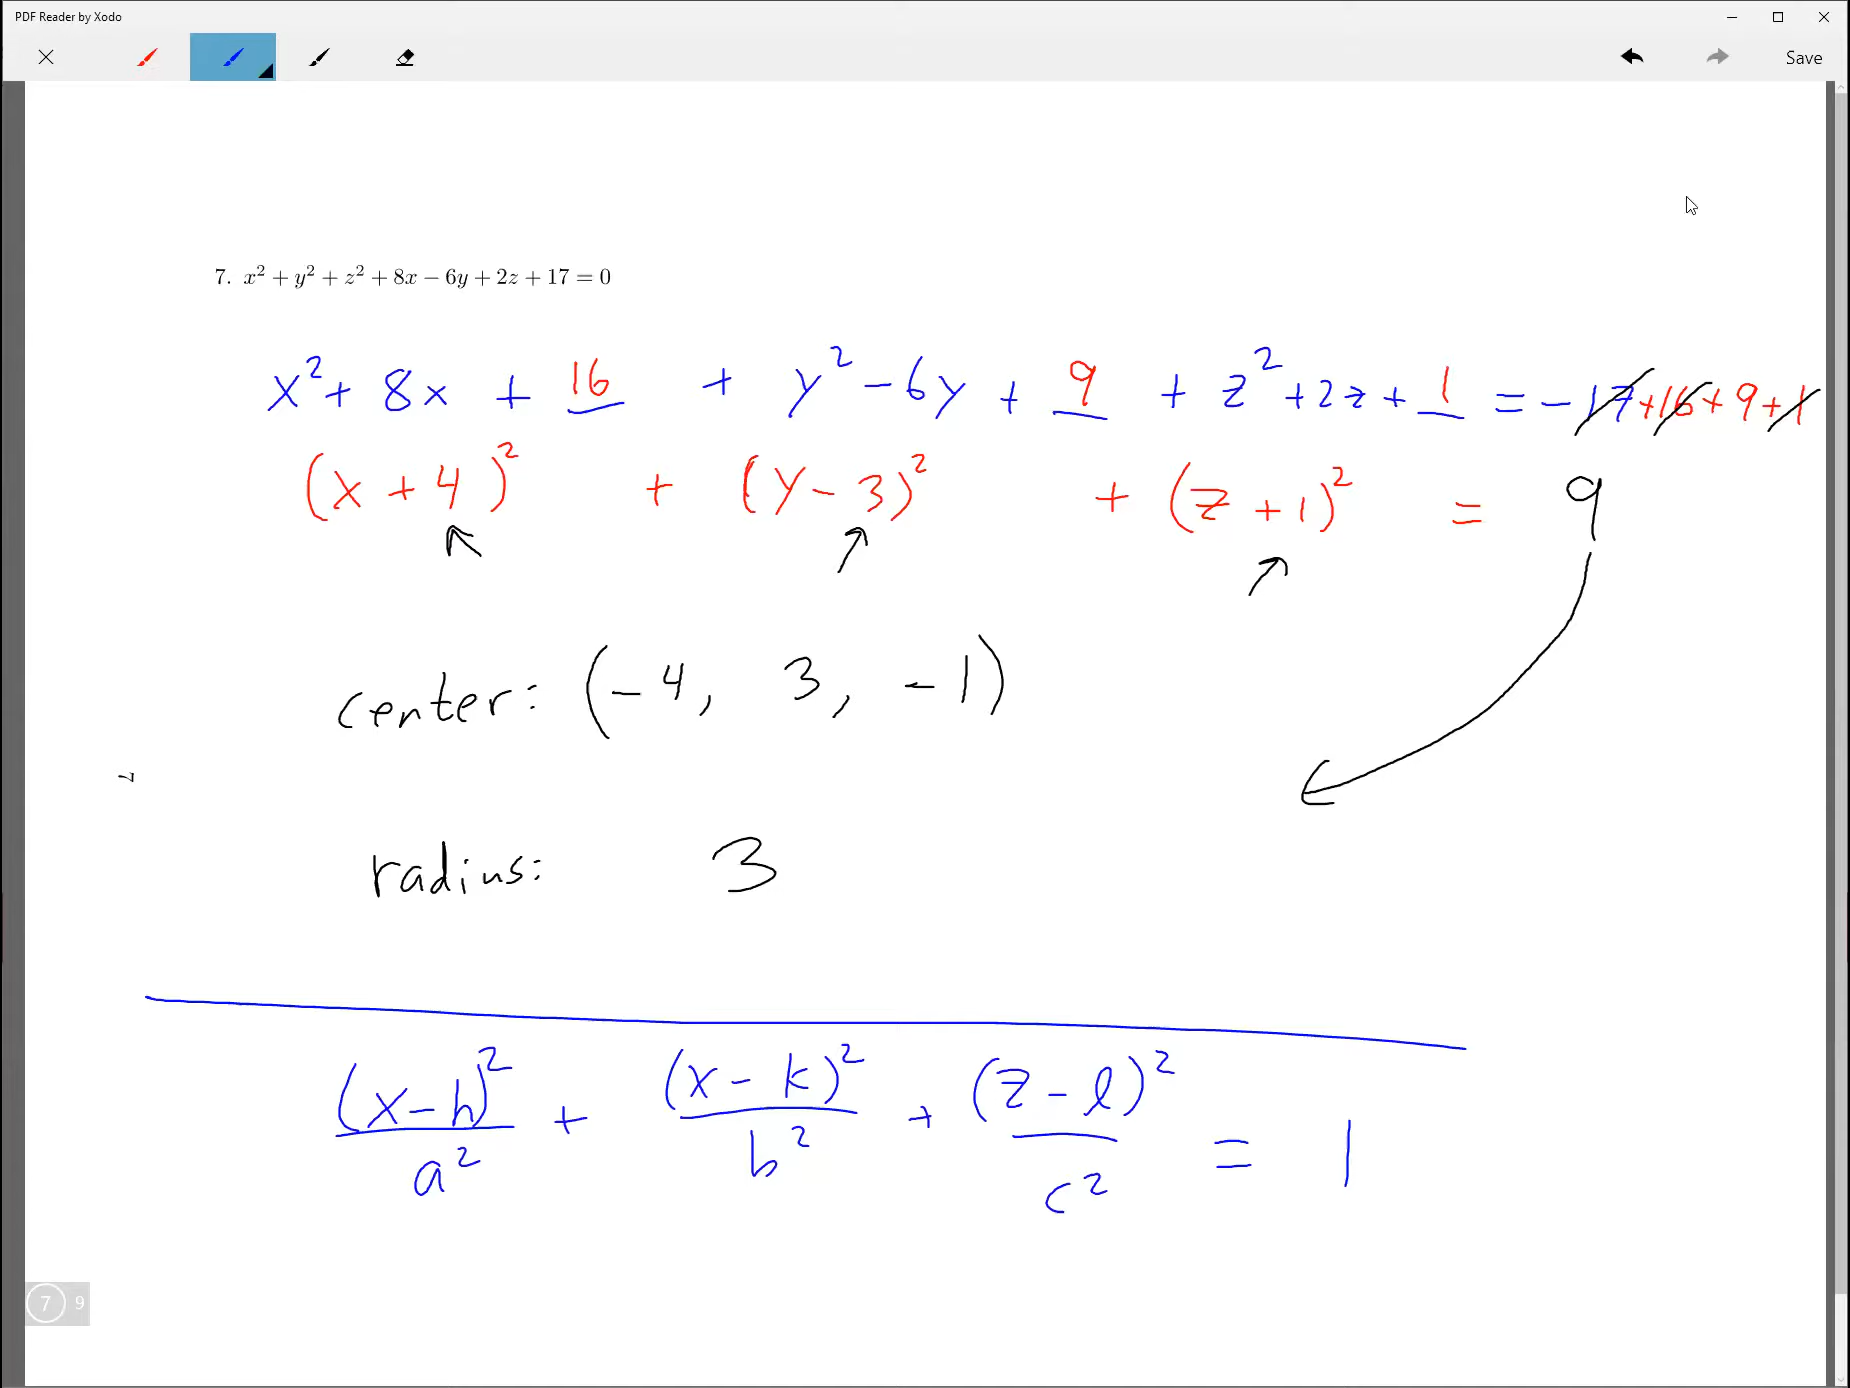 PDF Reader by Xodo
Save
7. x² + y² + z² + 8x − 6y + 2z + 17 = 0
x² + 8x + 16 + y² − 6y + 9 + z² + 2z + 1 = −17 + 16 + 9 + 1
(x + 4)² + (y − 3)² + (z + 1)² = 9
center: (−4, 3, −1)
7
radius: 3
(x − h)²/a² + (x − k)²/b² + (z − l)²/c² = 1
7 9